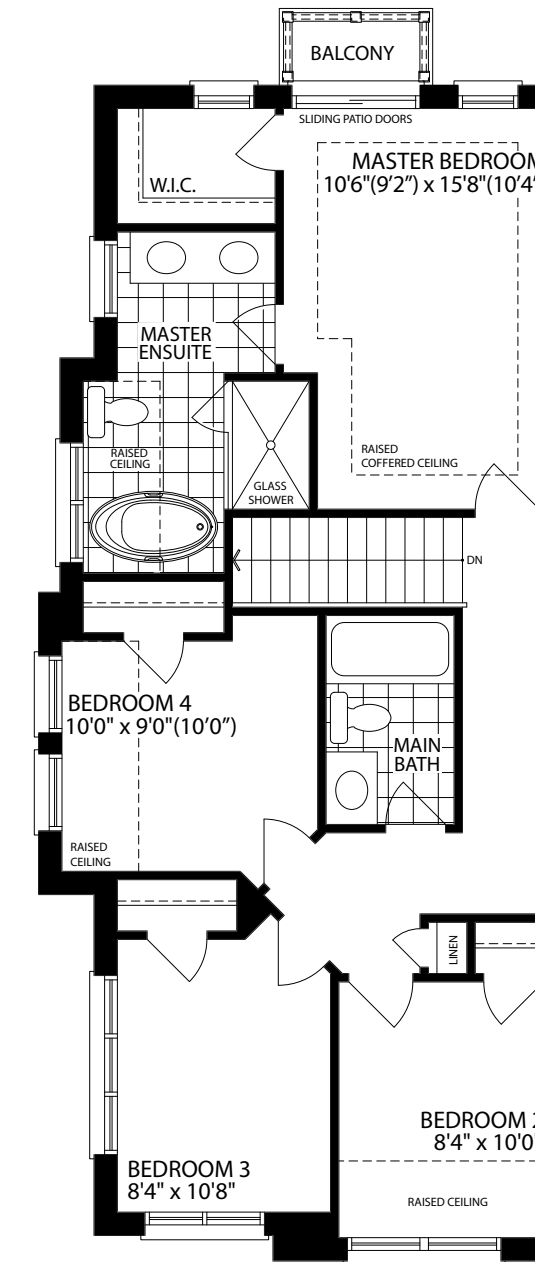 BALCONY
SLIDING PATIO DOORS
MASTER BEDROOM
10'6"(9'2") x 15'8"(10'4"
W.I.C.
MASTER
ENSUITE
RAISED
CEILING
RAISED
COFFERED CEILING
GLASS
SHOWER
DN
BEDROOM 4
10'0" x 9'0"(10'0")
MAIN
BATH
RAISED
CEILING
LINEN
BEDROOM 2
8'4" x 10'0"
BEDROOM 3
8'4" x 10'8"
RAISED CEILING